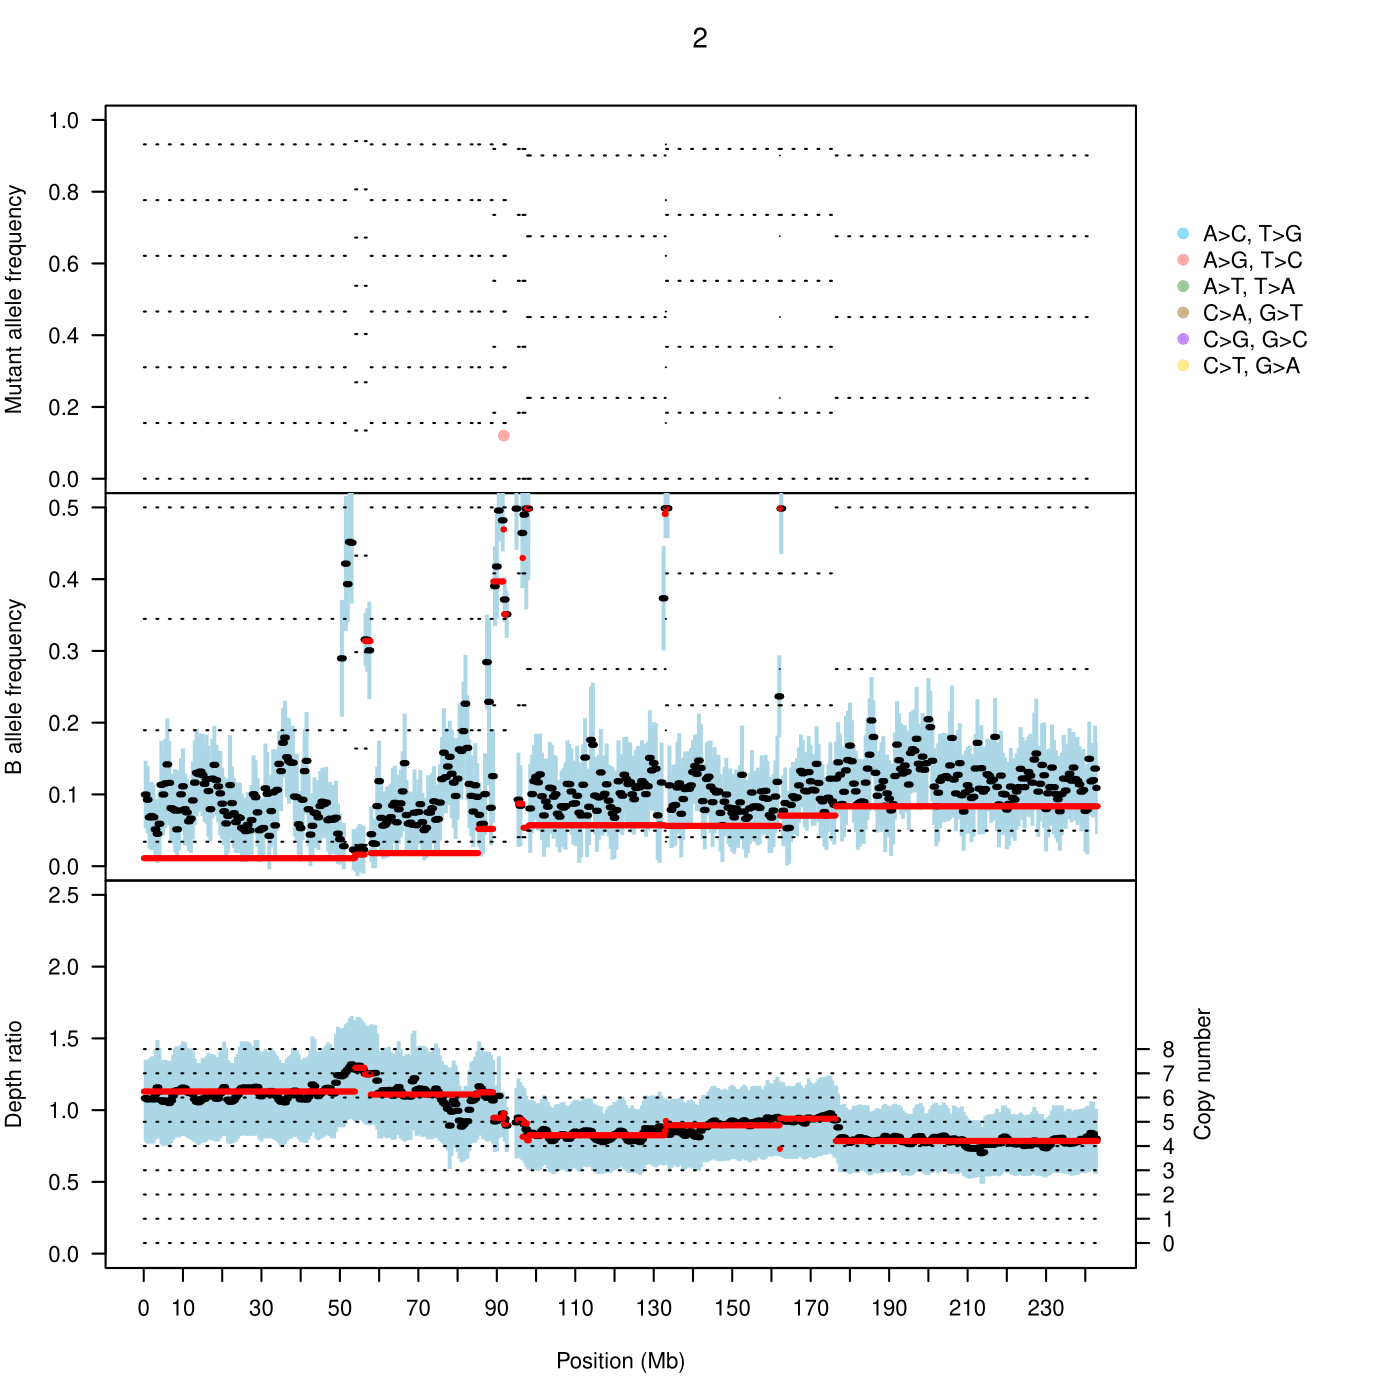 2
Mutant allele frequency
1.0
0.8
0.6
0.4
0.2
0.0
A>C, T>G
A>G, T>C
A>T, T>A
C>A, G>T
C>G, G>C
C>T, G>A
B allele frequency
0.5
0.4
0.3
0.2
0.1
0.0
Depth ratio
2.5
2.0
1.5
1.0
0.5
0.0
8
7
6
5
4
3
2
1
0
Copy number
0 10 30 50 70 90 110 130 150 170 190 210 230
Position (Mb)